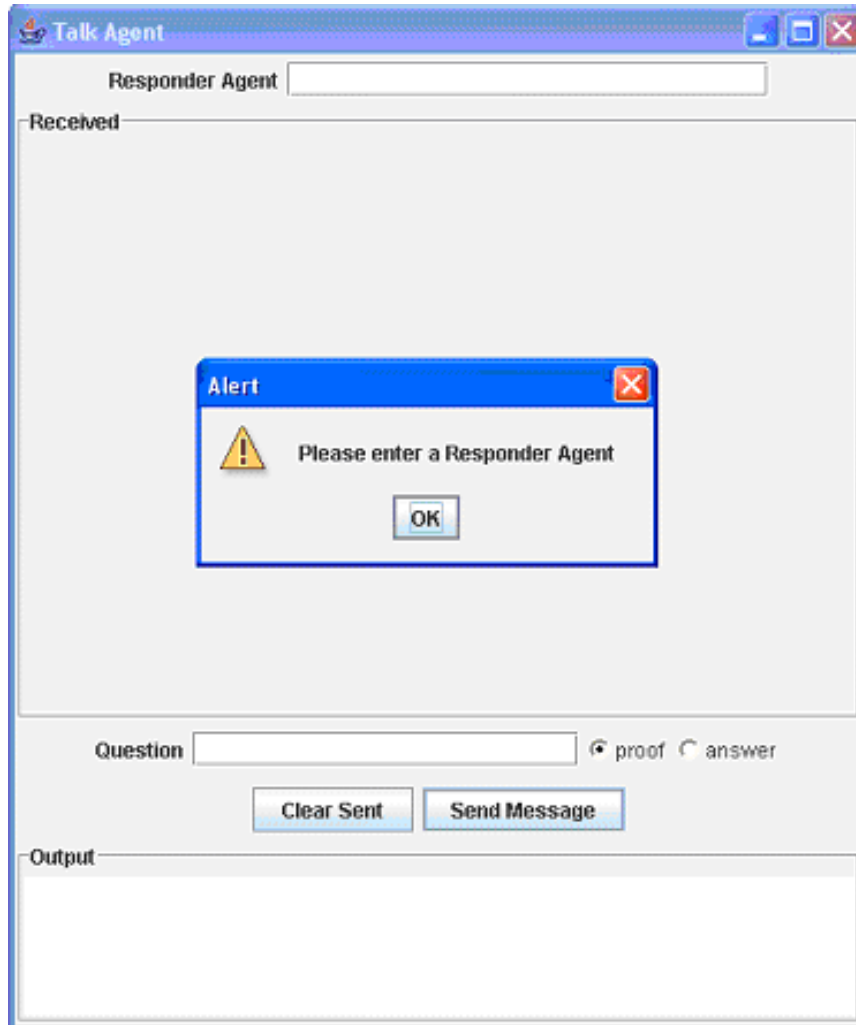 Talk Agent
Responder Agent
Received
Alert
Please enter a Responder Agent
OK
Question proof answer
Clear Sent Send Message
Output